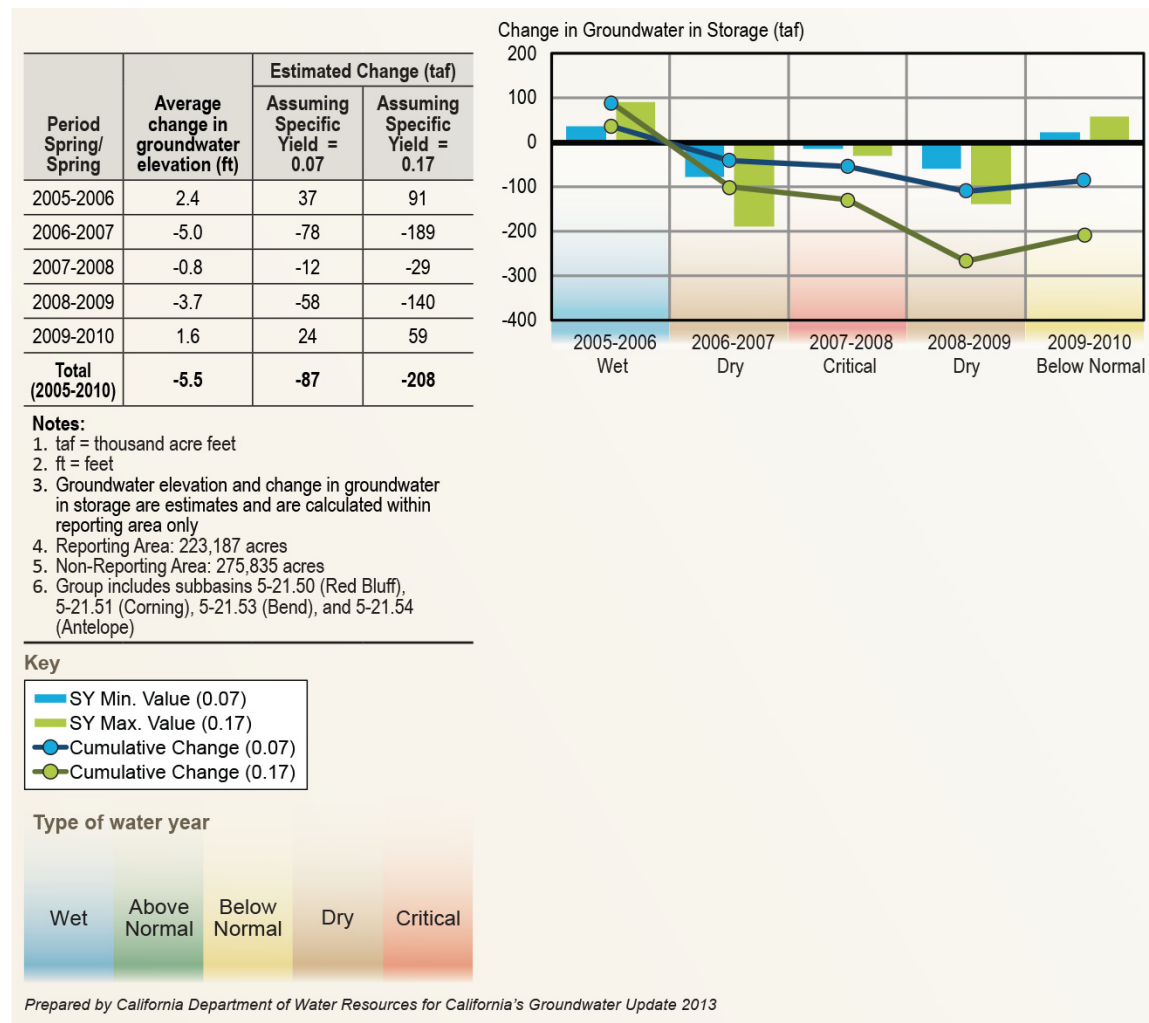 Period
Spring/
Spring
Average
change in
groundwater
elevation (ft)
Estimated Change (taf)
Assuming
Specific
Yield =
0.07
Assuming
Specific
Yield =
0.17
2005-2006 2.4 37 91
2006-2007 -5.0 -78 -189
2007-2008 -0.8 -12 -29
2008-2009 -3.7 -58 -140
2009-2010 1.6 24 59
Total
(2005-2010) -5.5 -87 -208
Notes:
1. taf = thousand acre feet
2. ft = feet
3. Groundwater elevation and change in groundwater
in storage are estimates and are calculated within
reporting area only
4. Reporting Area: 223,187 acres
5. Non-Reporting Area: 275,835 acres
6. Group includes subbasins 5-21.50 (Red Bluff),
5-21.51 (Corning), 5-21.53 (Bend), and 5-21.54
(Antelope)
Key
SY Min. Value (0.07)
SY Max. Value (0.17)
Cumulative Change (0.07)
Cumulative Change (0.17)
Type of water year
Wet
Above
Normal
Below
Normal
Dry
Critical
Change in Groundwater in Storage (taf)
200
100
0
-100
-200
-300
-400
2005-2006 2006-2007 2007-2008 2008-2009 2009-2010
Wet Dry Critical Dry Below Normal
Prepared by California Department of Water Resources for California's Groundwater Update 2013